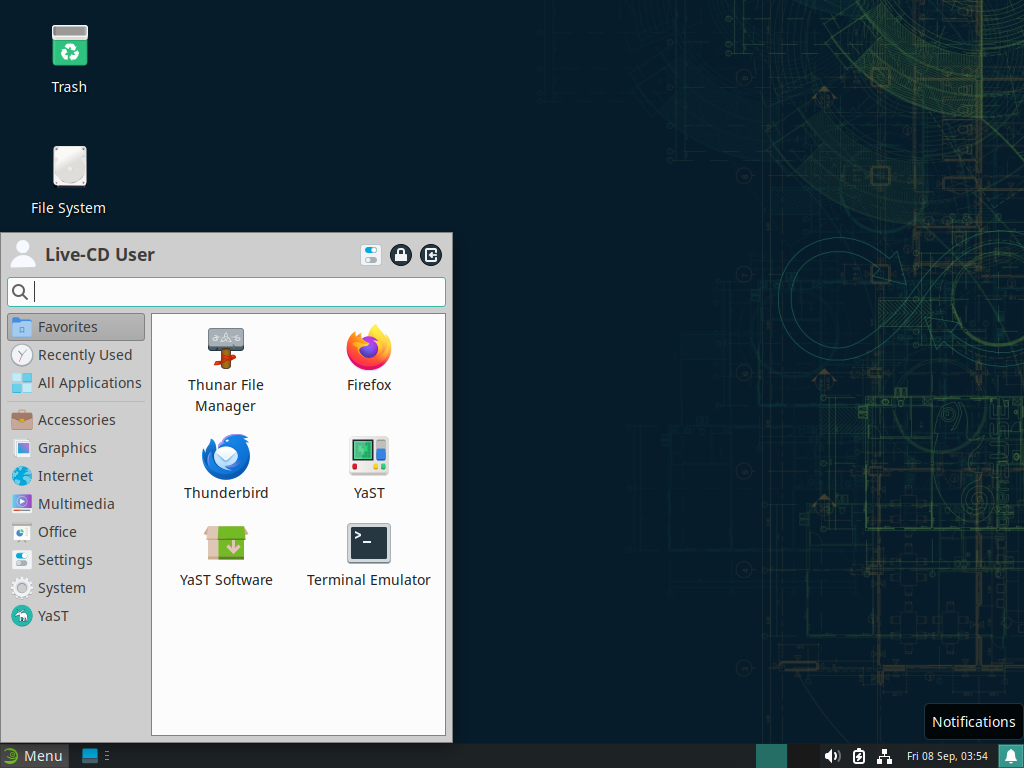 Trash
File System
Live-CD User
Favorites
Recently Used
All Applications
Accessories
Graphics
Internet
Multimedia
Office
Settings
System
YaST
Thunar File
Manager
Firefox
Thunderbird
YaST
YaST Software
Terminal Emulator
Notifications
Menu
Fri 08 Sep, 03:54